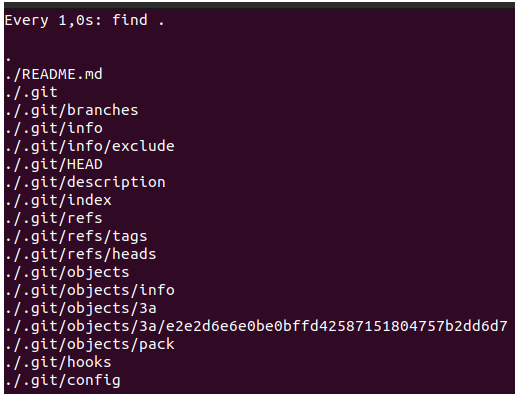 Every 1,0s: find .
.
./README.md
./.git
./.git/branches
./.git/info
./.git/info/exclude
./.git/HEAD
./.git/description
./.git/index
./.git/refs
./.git/refs/tags
./.git/refs/heads
./.git/objects
./.git/objects/info
./.git/objects/3a
./.git/objects/3a/e2e2d6e6e0be0bffd42587151804757b2dd6d7
./.git/objects/pack
./.git/hooks
./.git/config